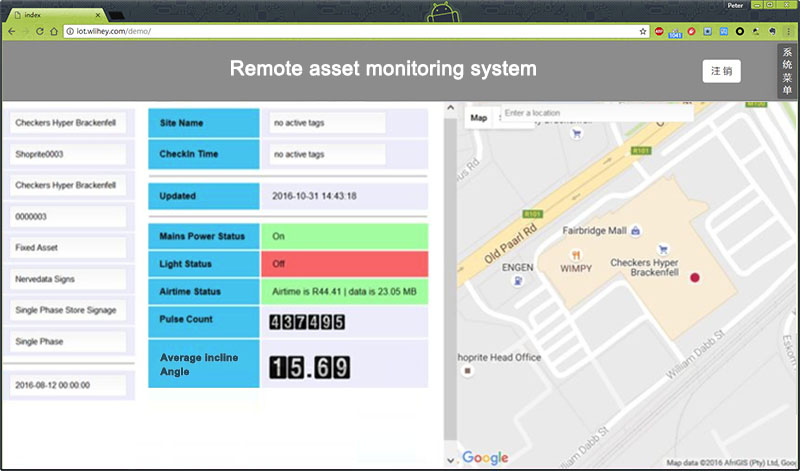 Peter
index
iot.wlihey.com/demo/
Remote asset monitoring system
注 销
系统菜单
Checkers Hyper Brackenfell
Shoprite0003
Checkers Hyper Brackenfell
0000003
Fixed Asset
Nervedata Signs
Single Phase Store Signage
Single Phase
2016-08-12 00:00:00
Site Name
no active tags
CheckIn Time
no active tags
Updated
2016-10-31 14:43:18
Mains Power Status
On
Light Status
Off
Airtime Status
Airtime is R44.41 | data is 23.05 MB
Pulse Count
437495
Average incline
Angle
15.69
Map
Enter a location
R101
Old Paarl Rd
R101
Fairbridge Mall
ENGEN
WIMPY
Checkers Hyper
Brackenfell
hoprite Head Office
William Dabb St
William Dabb St
Google
Map data ©2016 AfriGIS (Pty) Ltd, Goo